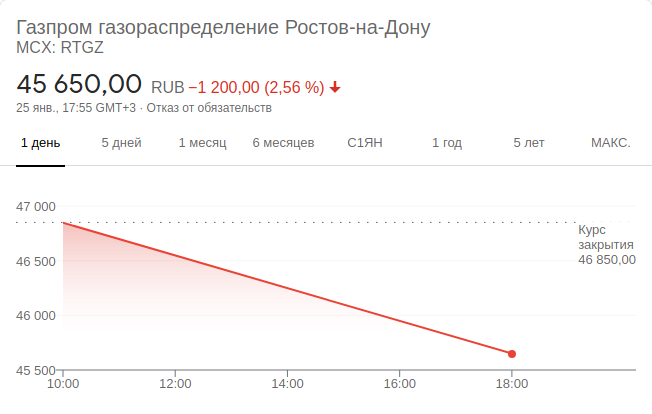 Газпром газораспределение Ростов-на-Дону
MCX: RTGZ
45 650,00 RUB −1 200,00 (2,56 %)
25 янв., 17:55 GMT+3 · Отказ от обязательств
1 день 5 дней 1 месяц 6 месяцев С1ЯН 1 год 5 лет МАКС.
47 000
Курс
закрытия
46 850,00
46 500
46 000
45 500
10:00 12:00 14:00 16:00 18:00